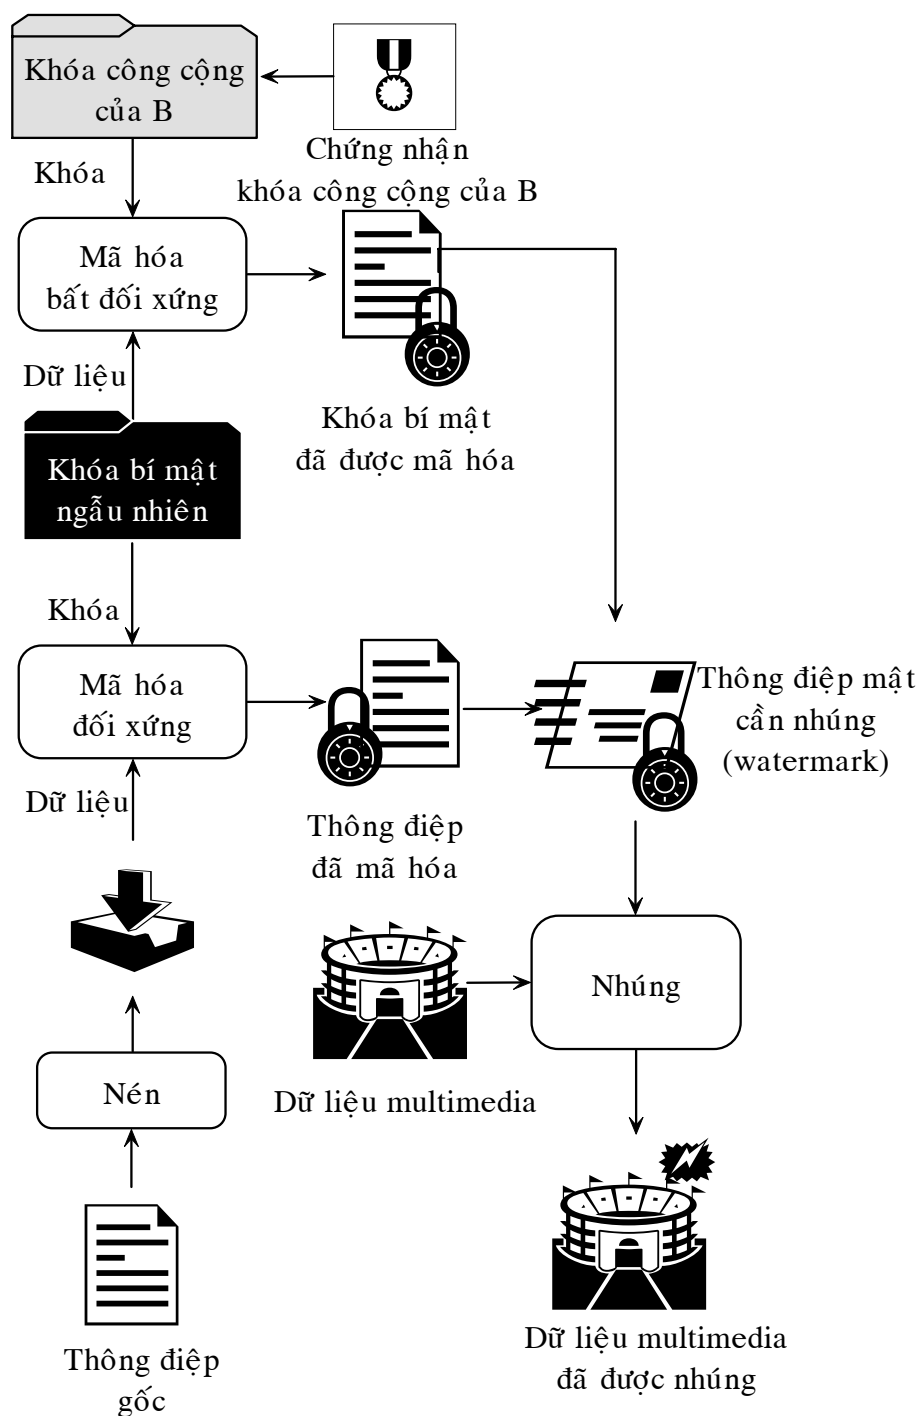 Khóa công cộng
của B
Chứng nhận
khóa công cộng của B
Khóa
Mã hóa
bất đối xứng
Dữ liệu
Khóa bí mật
đã được mã hóa
Khóa bí mật
ngẫu nhiên
Khóa
Mã hóa
đối xứng
Thông điệp mật
cần nhúng
(watermark)
Dữ liệu
Thông điệp
đã mã hóa
Nhúng
Nén
Dữ liệu multimedia
Thông điệp
gốc
Dữ liệu multimedia
đã được nhúng